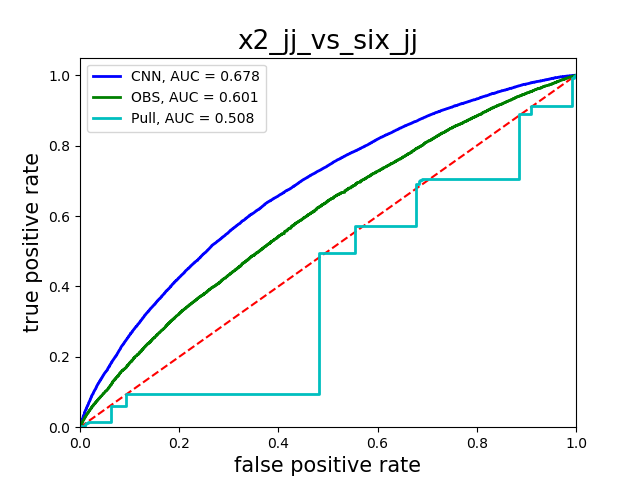 x2_jj_vs_six_jj
CNN, AUC = 0.678
OBS, AUC = 0.601
Pull, AUC = 0.508
true positive rate
1.0
0.8
0.6
0.4
0.2
0.0
0.0 0.2 0.4 0.6 0.8 1.0
false positive rate